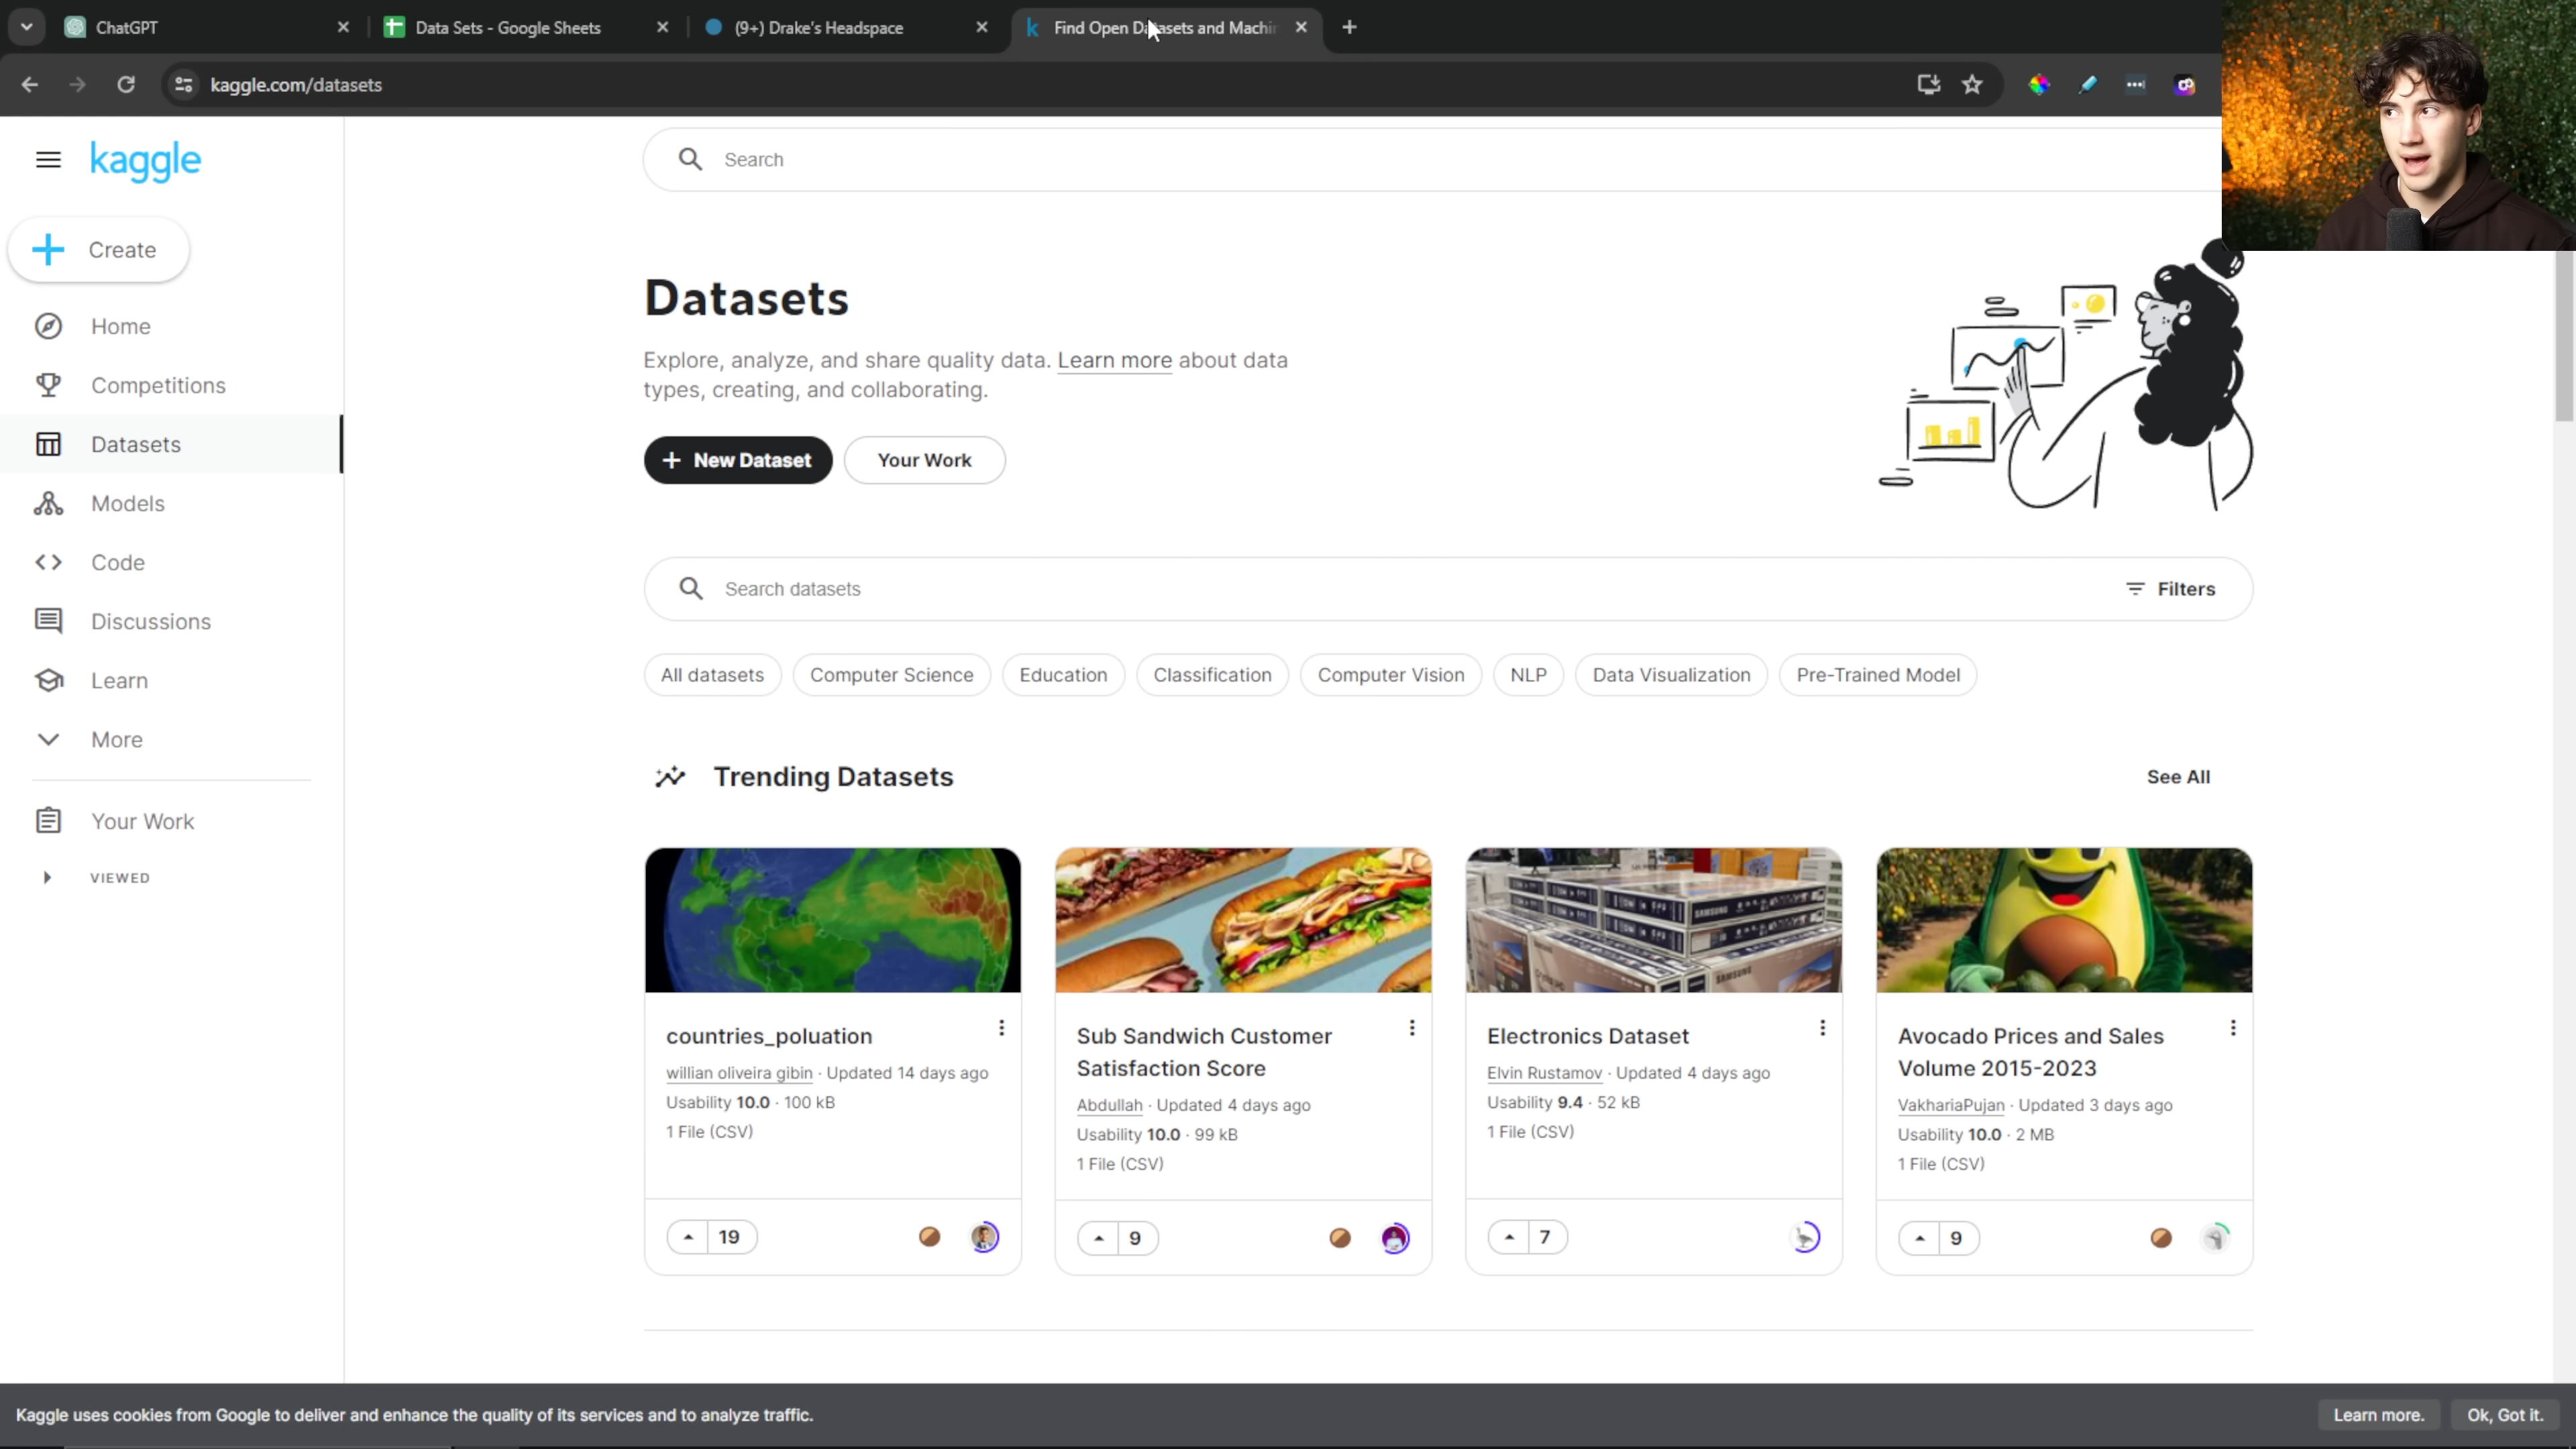 ChatGPT
Data Sets - Google Sheets
(9+) Drake's Headspace
Find Open Datasets and Machin
kaggle.com/datasets
kaggle
Search
Create
Home
Competitions
Datasets
Models
Code
Discussions
Learn
More
Your Work
VIEWED
Datasets
Explore, analyze, and share quality data. Learn more about data
types, creating, and collaborating.
New Dataset
Your Work
Search datasets
Filters
All datasets
Computer Science
Education
Classification
Computer Vision
NLP
Data Visualization
Pre-Trained Model
Trending Datasets
See All
countries_poluation
willian oliveira gibin · Updated 14 days ago
Usability 10.0 · 100 kB
1 File (CSV)
19
Sub Sandwich Customer
Satisfaction Score
Abdullah · Updated 4 days ago
Usability 10.0 · 99 kB
1 File (CSV)
9
SAMSUNG
SAMSUNG
Electronics Dataset
Elvin Rustamov · Updated 4 days ago
Usability 9.4 · 52 kB
1 File (CSV)
7
Avocado Prices and Sales
Volume 2015-2023
VakhariaPujan · Updated 3 days ago
Usability 10.0 · 2 MB
1 File (CSV)
9
Kaggle uses cookies from Google to deliver and enhance the quality of its services and to analyze traffic.
Learn more.
Ok, Got it.